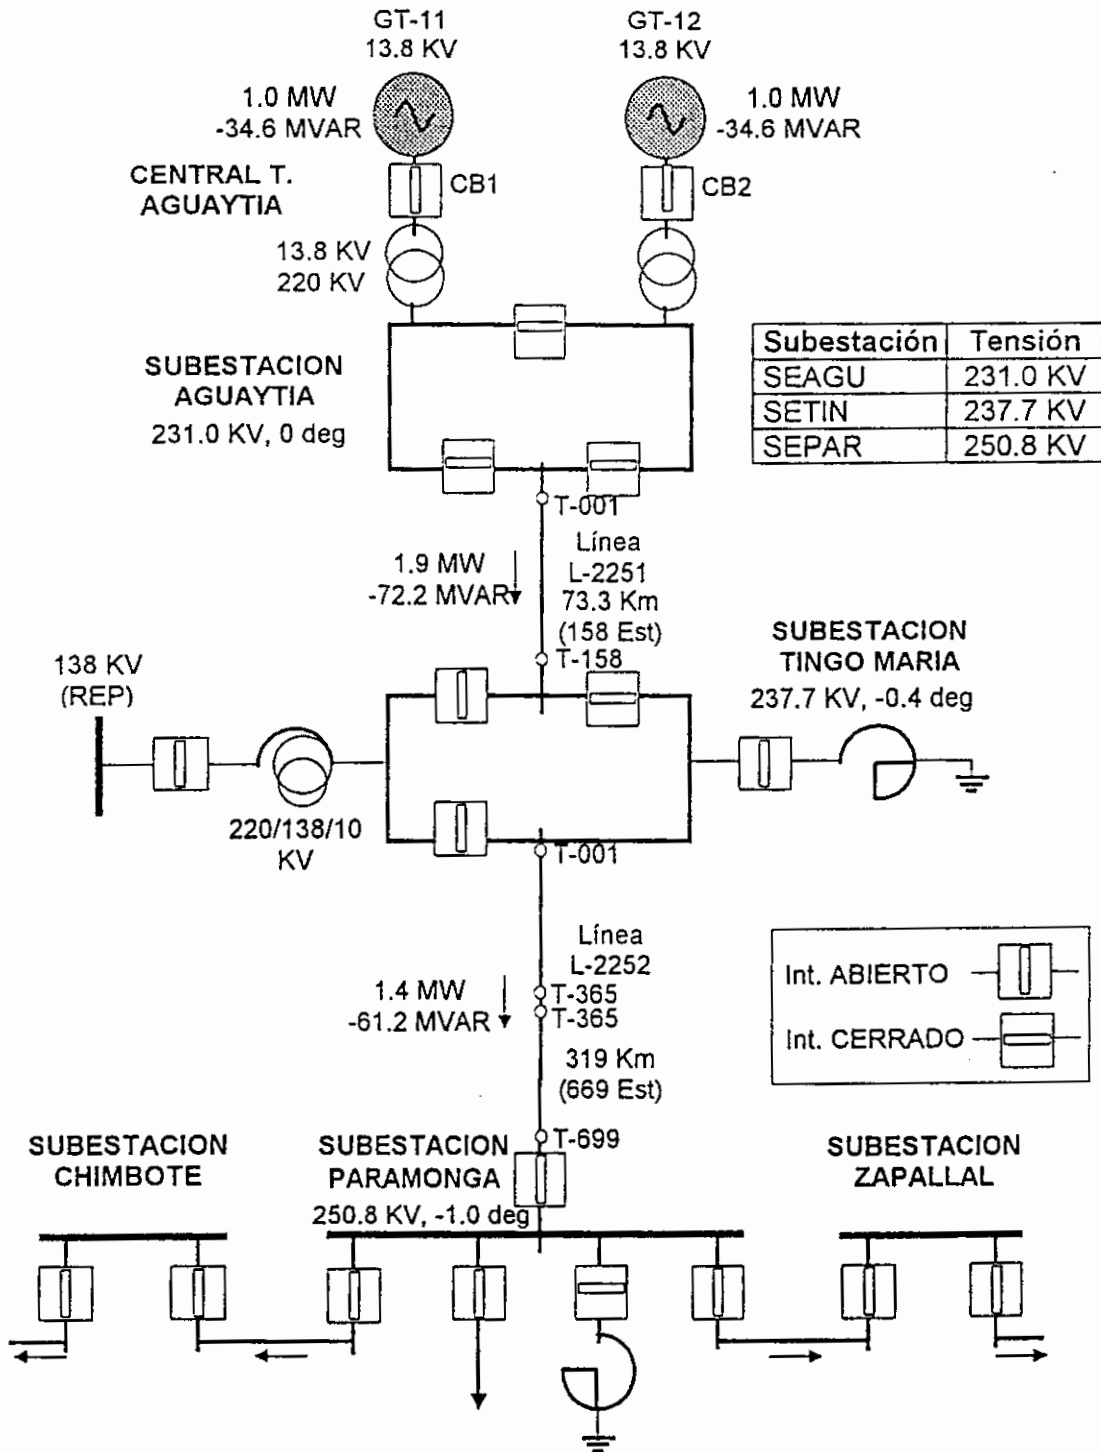 GT-11
13.8 KV
GT-12
13.8 KV
1.0 MW
-34.6 MVAR
1.0 MW
-34.6 MVAR
CENTRAL T.
AGUAYTIA
CB1
CB2
13.8 KV
220 KV
SUBESTACION
AGUAYTIA
231.0 KV, 0 deg
Subestación Tensión
SEAGU 231.0 KV
SETIN 237.7 KV
SEPAR 250.8 KV
T-001
1.9 MW
-72.2 MVAR
Línea
L-2251
73.3 Km
(158 Est)
T-158
138 KV
(REP)
SUBESTACION
TINGO MARIA
237.7 KV, -0.4 deg
220/138/10
KV
T-001
Línea
L-2252
1.4 MW
-61.2 MVAR
T-365
T-365
319 Km
(669 Est)
Int. ABIERTO
Int. CERRADO
T-699
SUBESTACION
CHIMBOTE
SUBESTACION
PARAMONGA
250.8 KV, -1.0 deg
SUBESTACION
ZAPALLAL